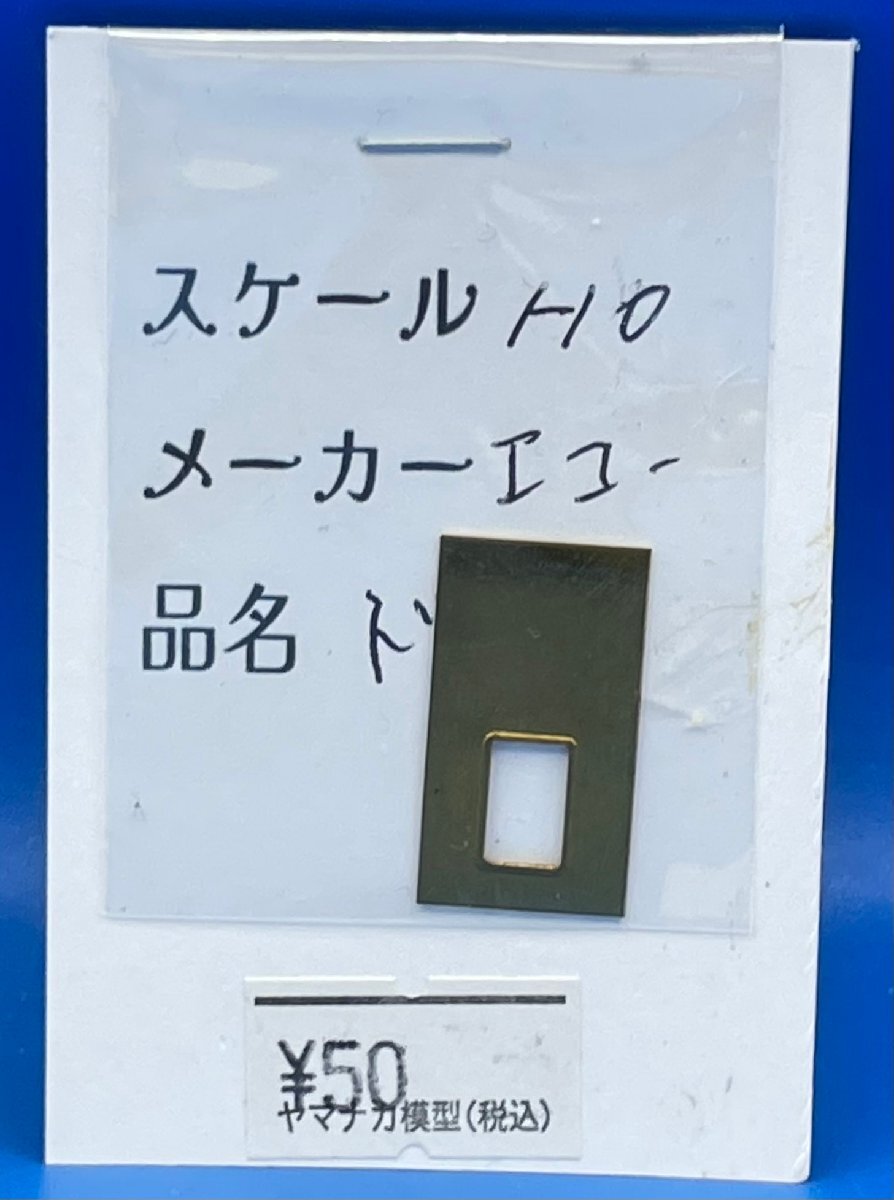 スケール HO
メーカー エコー
品名 ド
¥50
ヤマナカ模型(税込)